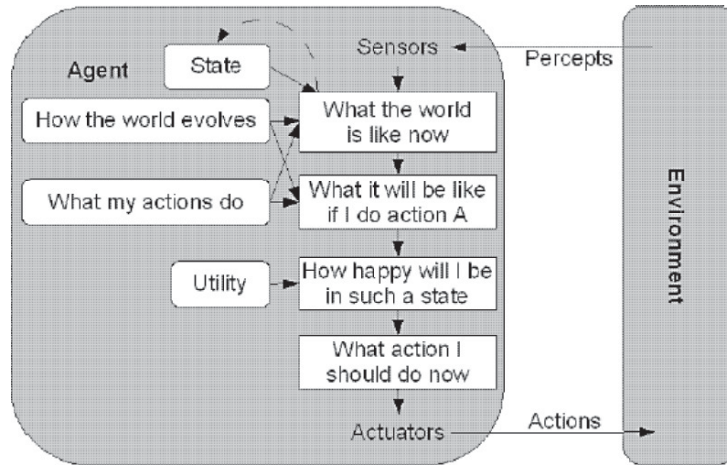 Agent
State
Sensors
Percepts
How the world evolves
What the world
is like now
What my actions do
What it will be like
if I do action A
Utility
How happy will I be
in such a state
What action I
should do now
Actuators
Actions
Environment